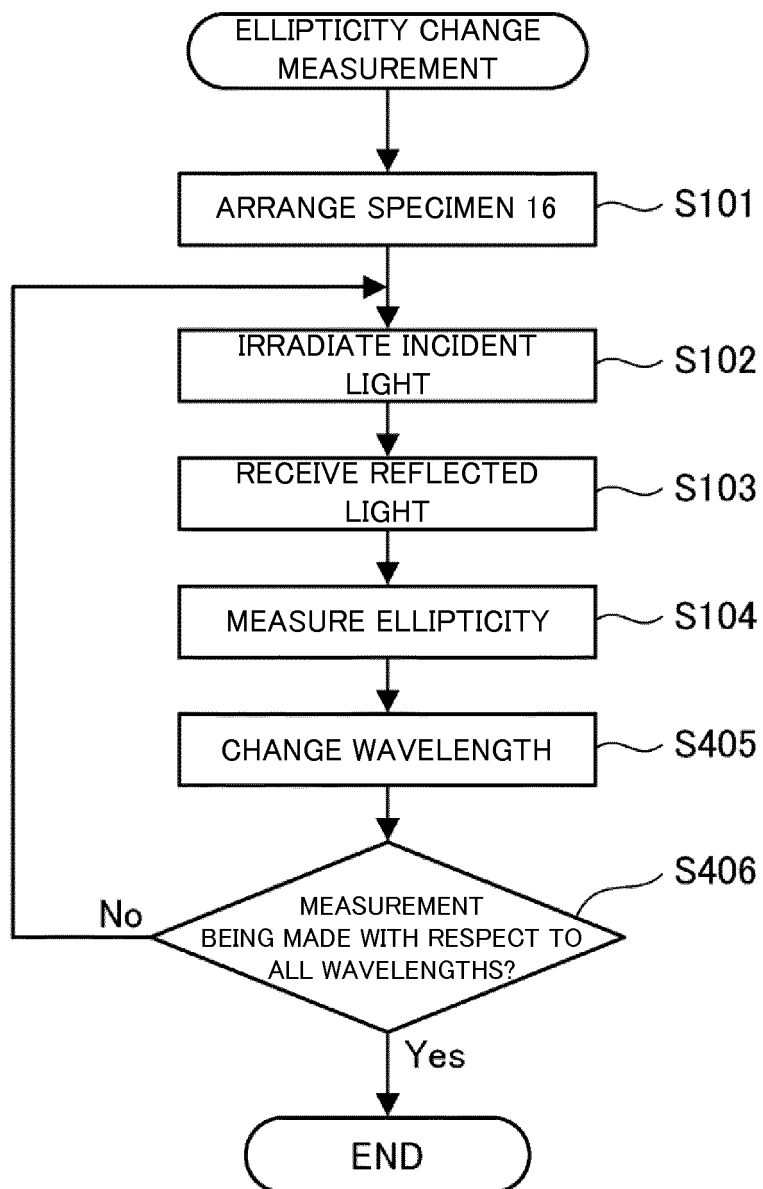 ELLIPTICITY CHANGE
MEASUREMENT
ARRANGE SPECIMEN 16
S101
IRRADIATE INCIDENT
LIGHT
S102
RECEIVE REFLECTED
LIGHT
S103
MEASURE ELLIPTICITY
S104
CHANGE WAVELENGTH
S405
S406
No
MEASUREMENT
BEING MADE WITH RESPECT TO
ALL WAVELENGTHS?
Yes
END